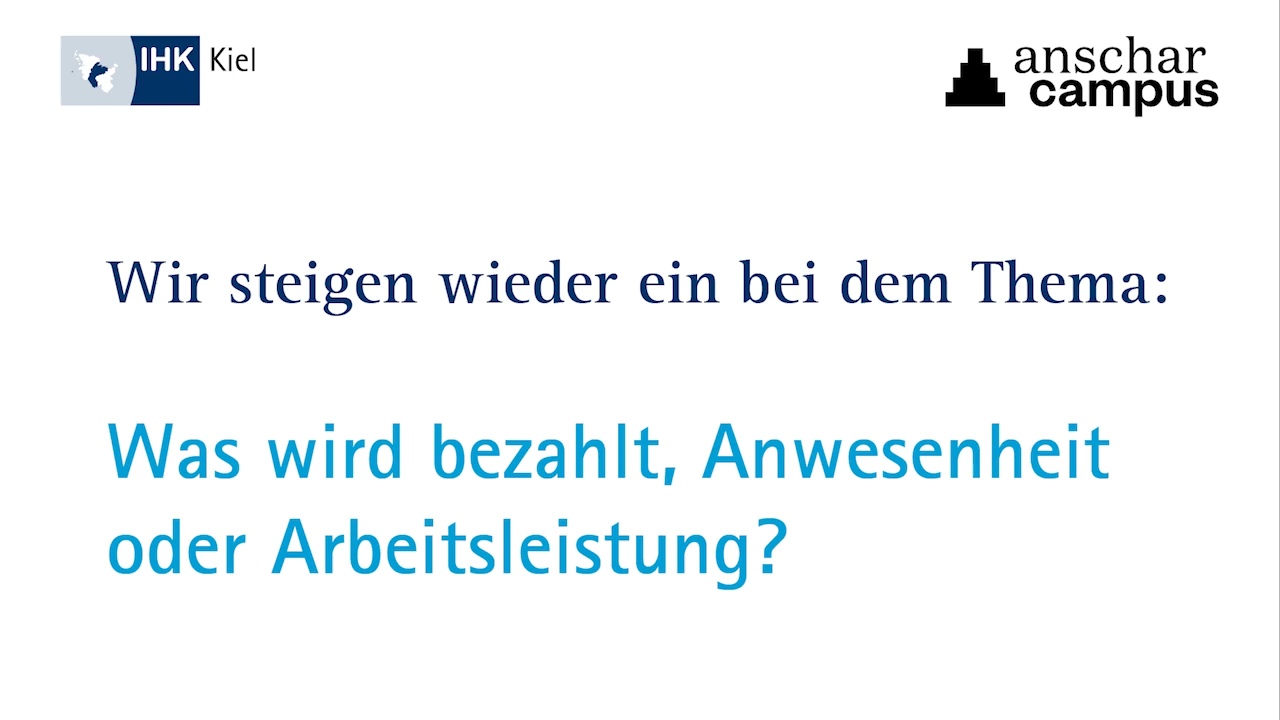 IHK Kiel
anschar
campus
Wir steigen wieder ein bei dem Thema:
Was wird bezahlt, Anwesenheit
oder Arbeitsleistung?